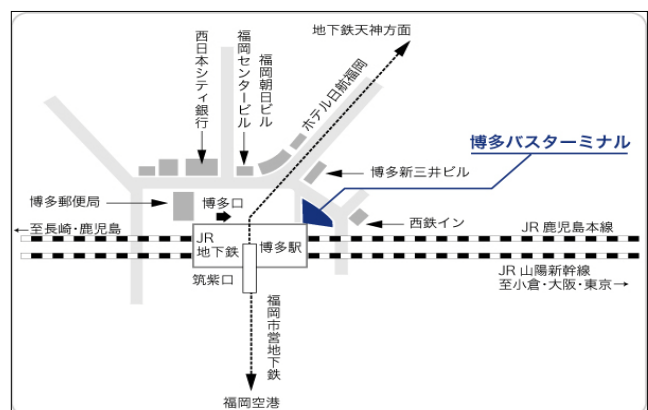 地下鉄天神方面
西日本シティ銀行
福岡センタービル
福岡朝日ビル
ホテル日航福岡
博多バスターミナル
博多新三井ビル
博多郵便局
博多口
西鉄イン
←至長崎・鹿児島
JR 鹿児島本線
JR
地下鉄
博多駅
筑紫口
JR 山陽新幹線
至小倉・大阪・東京→
福岡市営地下鉄
福岡空港